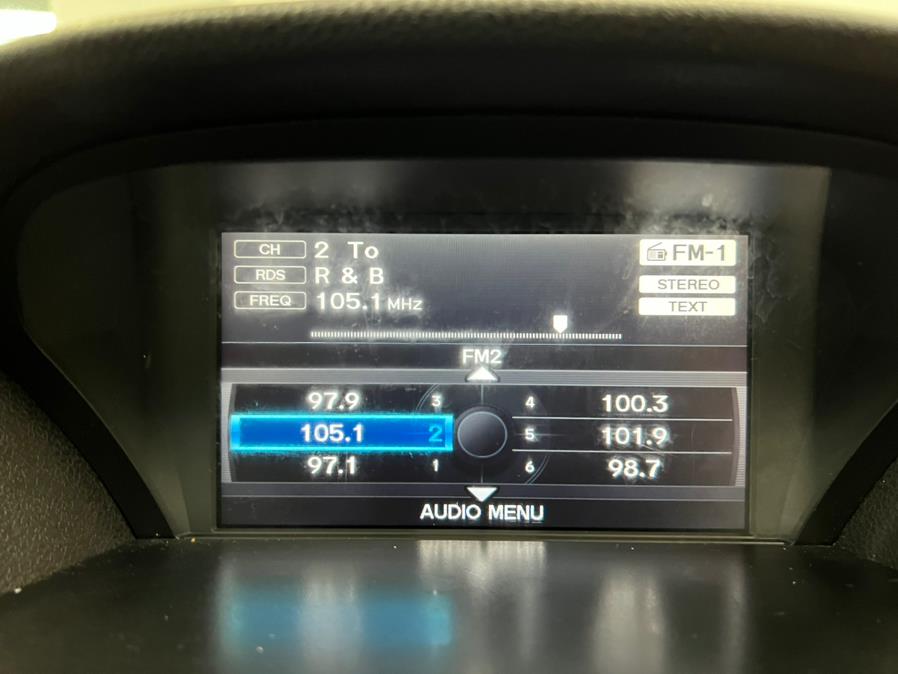 CH 2 To FM-1
RDS R & B STEREO
FREQ 105.1 MHz TEXT
FM2
97.9 3 4 100.3
105.1 2 5 101.9
97.1 1 6 98.7
AUDIO MENU